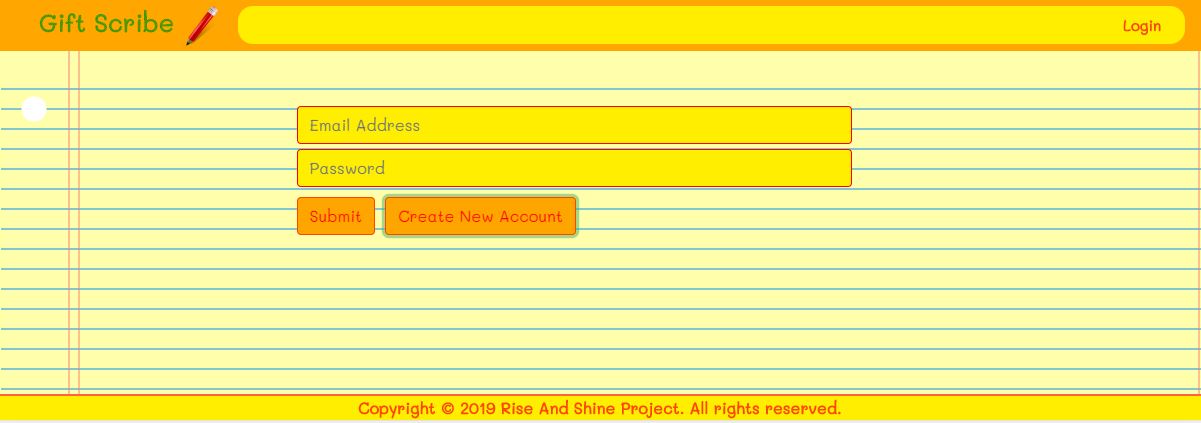 Gift Scribe
Login
Email Address
Password
Submit
Create New Account
Copyright © 2019 Rise And Shine Project. All rights reserved.